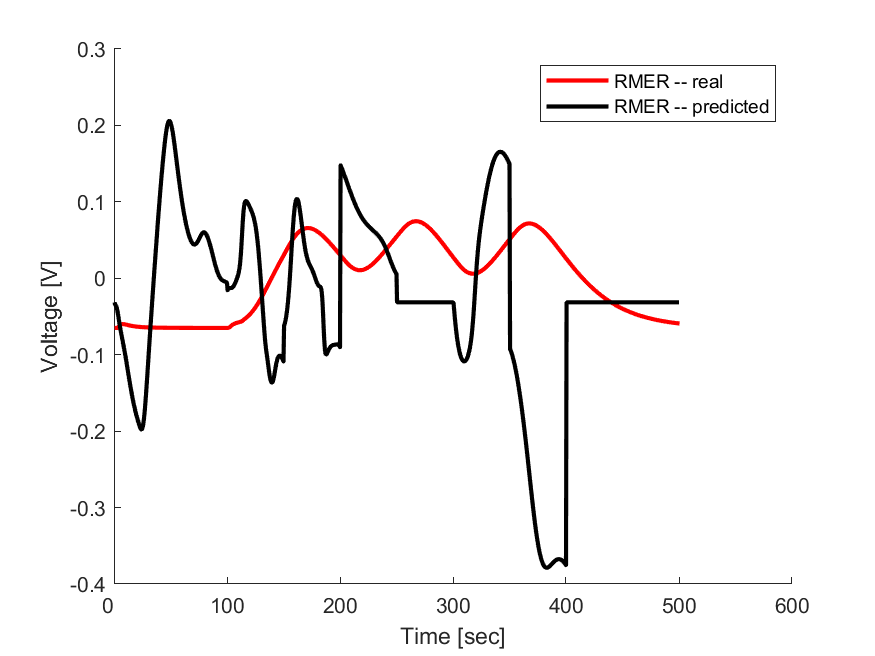 RMER -- real
RMER -- predicted
0.3
0.2
0.1
0
-0.1
-0.2
-0.3
-0.4
Voltage [V]
0 100 200 300 400 500 600
Time [sec]